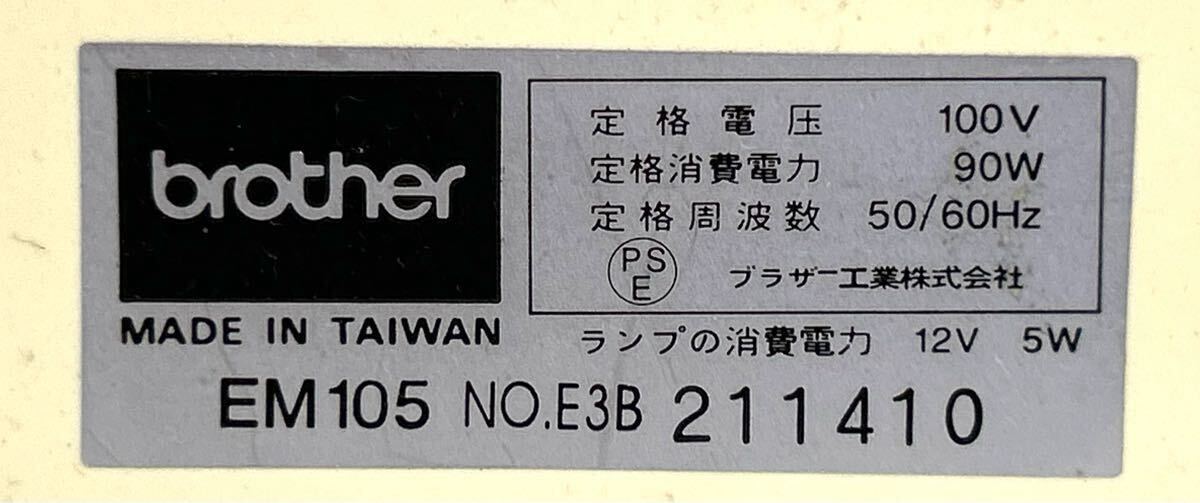 brother
MADE IN TAIWAN
定格電圧 100V
定格消費電力 90W
定格周波数 50/60Hz
PS
E
ブラザー工業株式会社
ランプの消費電力 12V 5W
EM105 NO.E3B 211410